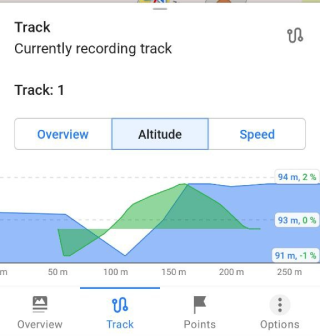 Track
Currently recording track
Track: 1
Overview Altitude Speed
94 m, 2 %
93 m, 0 %
91 m, -1 %
m 50 m 100 m 150 m 200 m 250 m
Overview Track Points Options